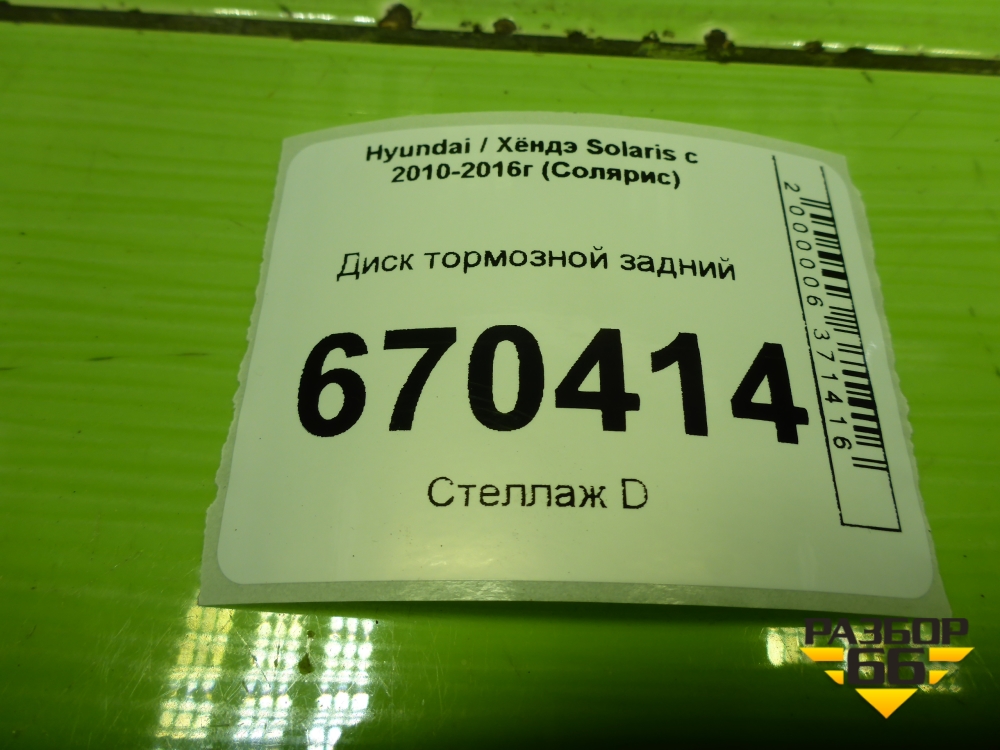 Hyundai / Хёндэ Solaris с
2010-2016г (Солярис)
Диск тормозной задний
670414
Стеллаж D
2000006371416
РАЗБОР
66